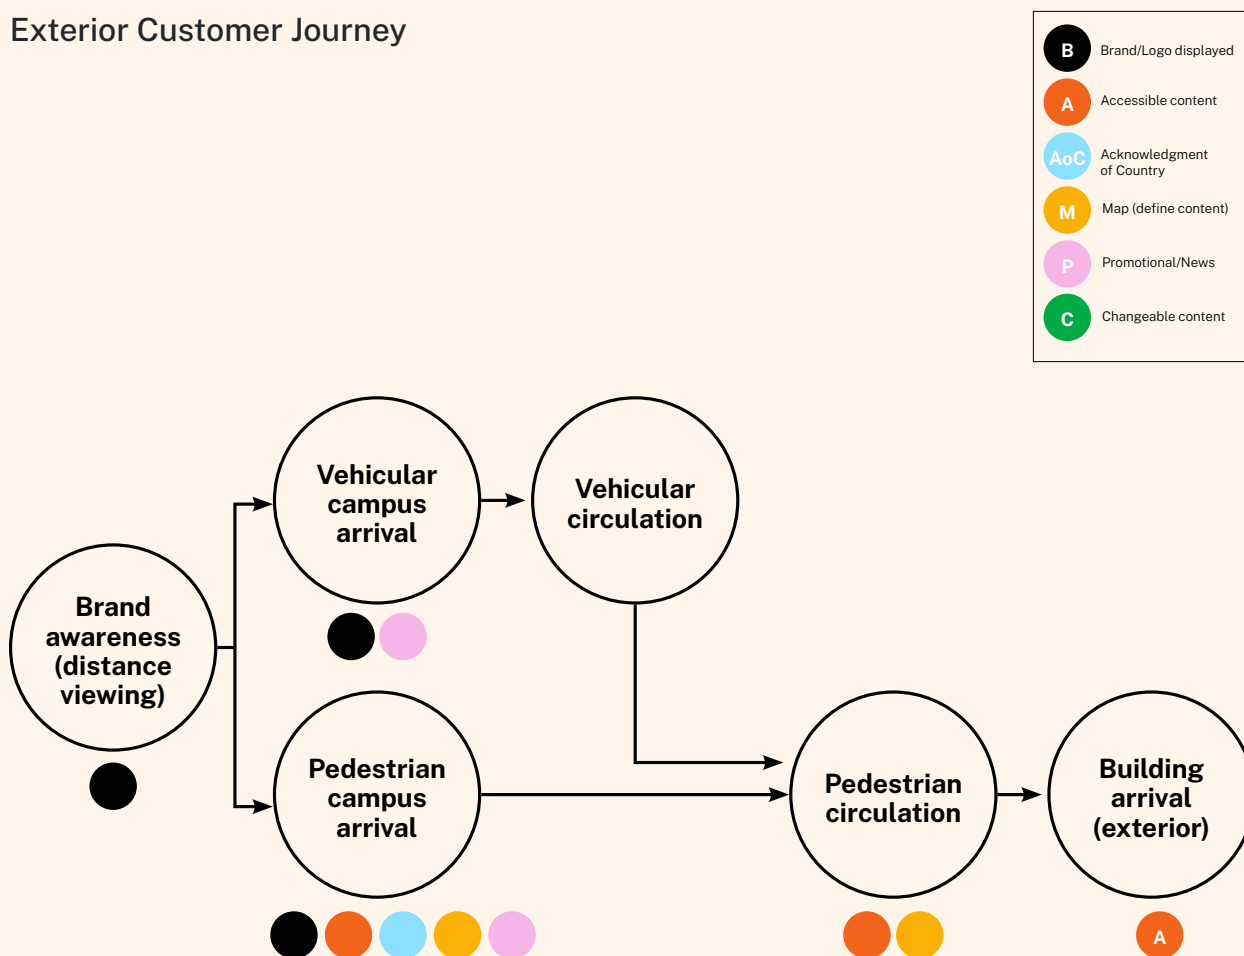 Exterior Customer Journey
B Brand/Logo displayed
A Accessible content
AoC Acknowledgment
of Country
M Map (define content)
P Promotional/News
C Changeable content
Vehicular
campus
arrival
Vehicular
circulation
Brand
awareness
(distance
viewing)
Pedestrian
campus
arrival
Pedestrian
circulation
Building
arrival
(exterior)
A